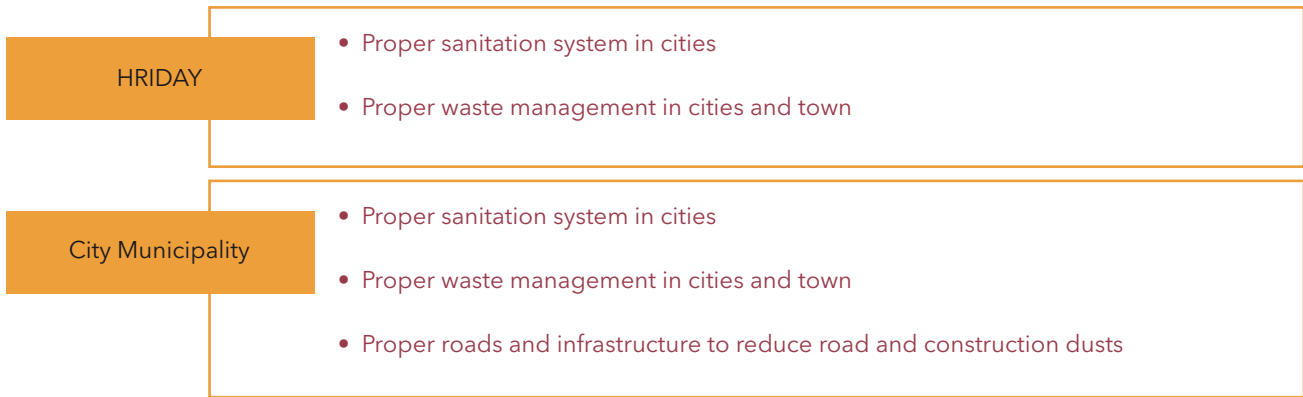 HRIDAY
• Proper sanitation system in cities
• Proper waste management in cities and town
City Municipality
• Proper sanitation system in cities
• Proper waste management in cities and town
• Proper roads and infrastructure to reduce road and construction dusts